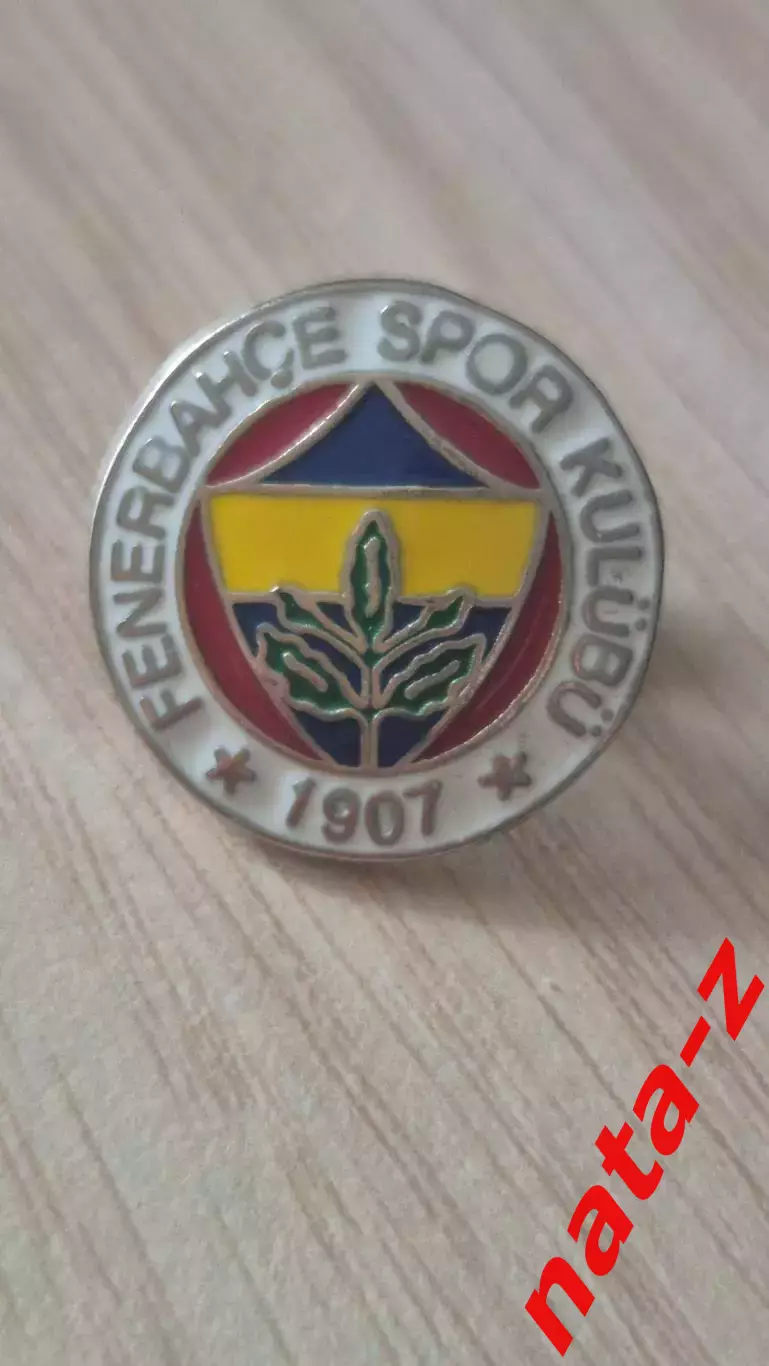 FENERBAHÇE SPOR KULÜBÜ
★ 1907 ★
nata-z